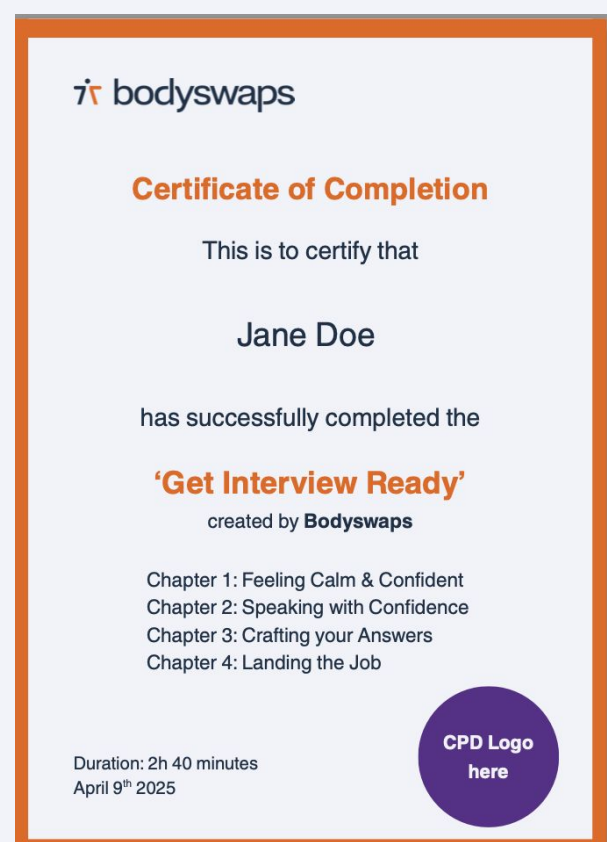 bodyswaps
Certificate of Completion
This is to certify that
Jane Doe
has successfully completed the
‘Get Interview Ready’
created by Bodyswaps
Chapter 1: Feeling Calm & Confident
Chapter 2: Speaking with Confidence
Chapter 3: Crafting your Answers
Chapter 4: Landing the Job
Duration: 2h 40 minutes
April 9th 2025
CPD Logo
here